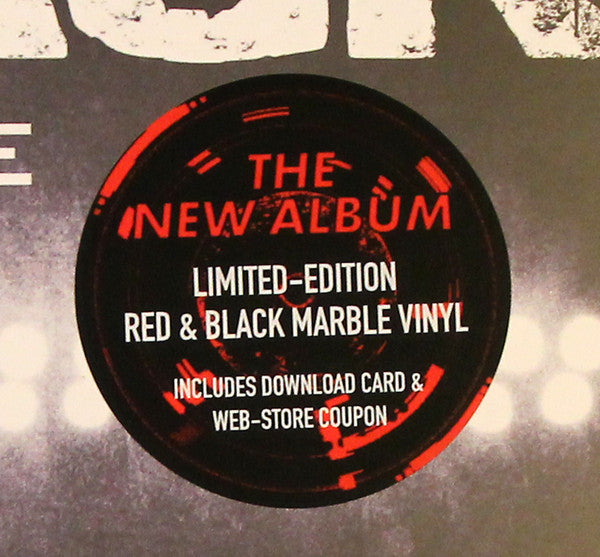 E
THE
NEW ALBUM
LIMITED-EDITION
RED & BLACK MARBLE VINYL
INCLUDES DOWNLOAD CARD &
WEB-STORE COUPON